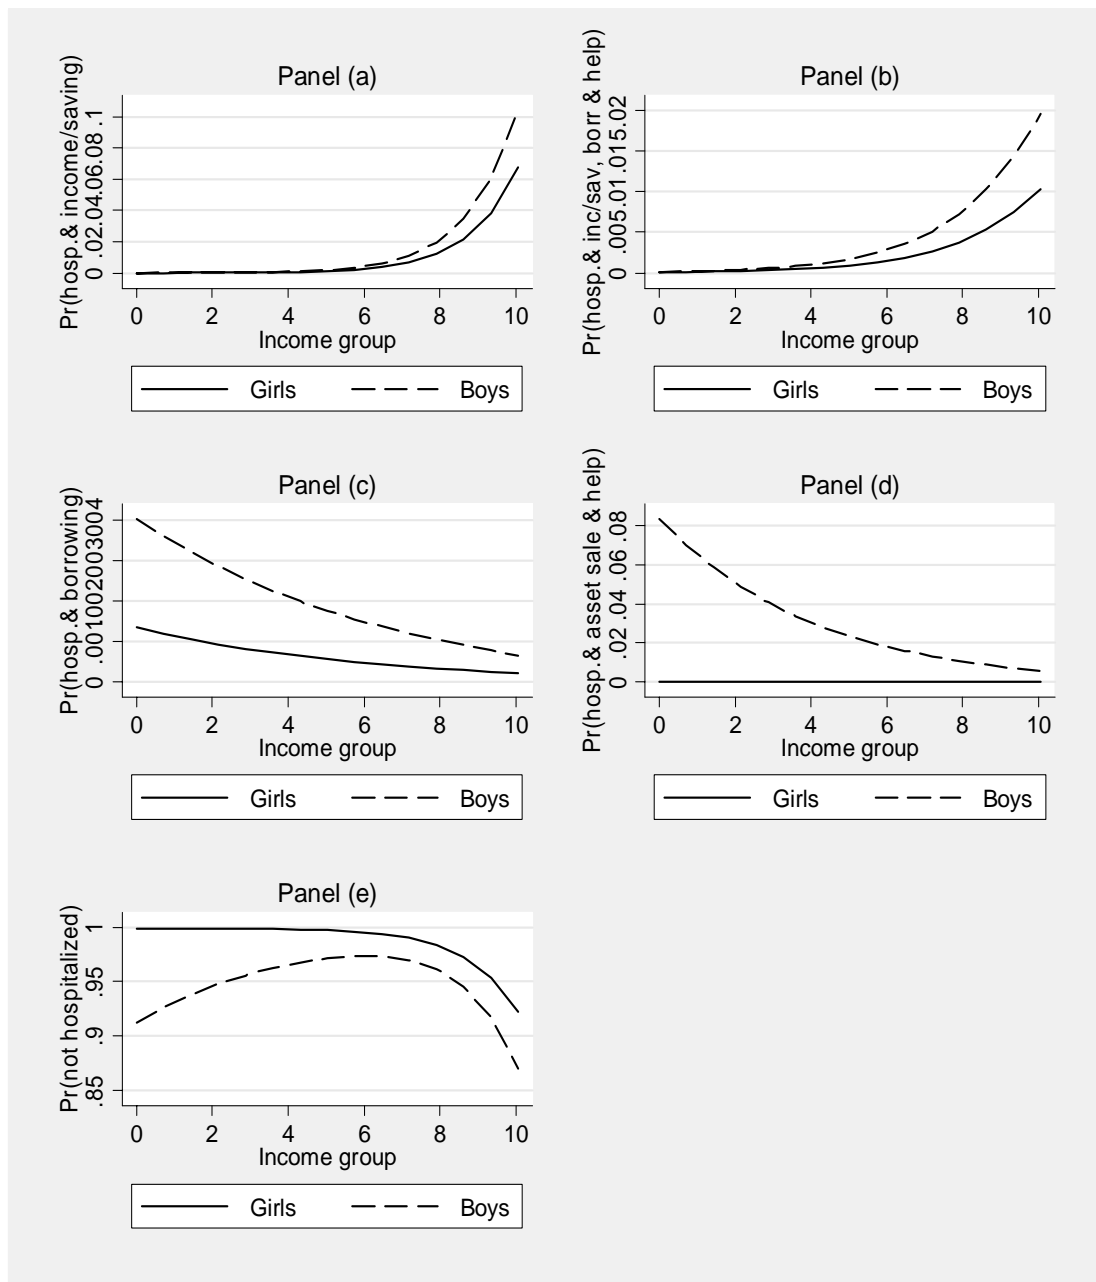 Panel (a)
Pr(hosp.& income/saving)
0 .02.04.06.08 .1
0 2 4 6 8 10
Income group
Girls Boys
Panel (b)
Pr(hosp.& inc/sav, borr & help)
0 .005.01.015.02
0 2 4 6 8 10
Income group
Girls Boys
Panel (c)
Pr(hosp.& borrowing)
0 .001002003004
0 2 4 6 8 10
Income group
Girls Boys
Panel (d)
Pr(hosp.& asset sale & help)
0 .02 .04 .06 .08
0 2 4 6 8 10
Income group
Girls Boys
Panel (e)
Pr(not hospitalized)
.85 .9 .95 1
0 2 4 6 8 10
Income group
Girls Boys